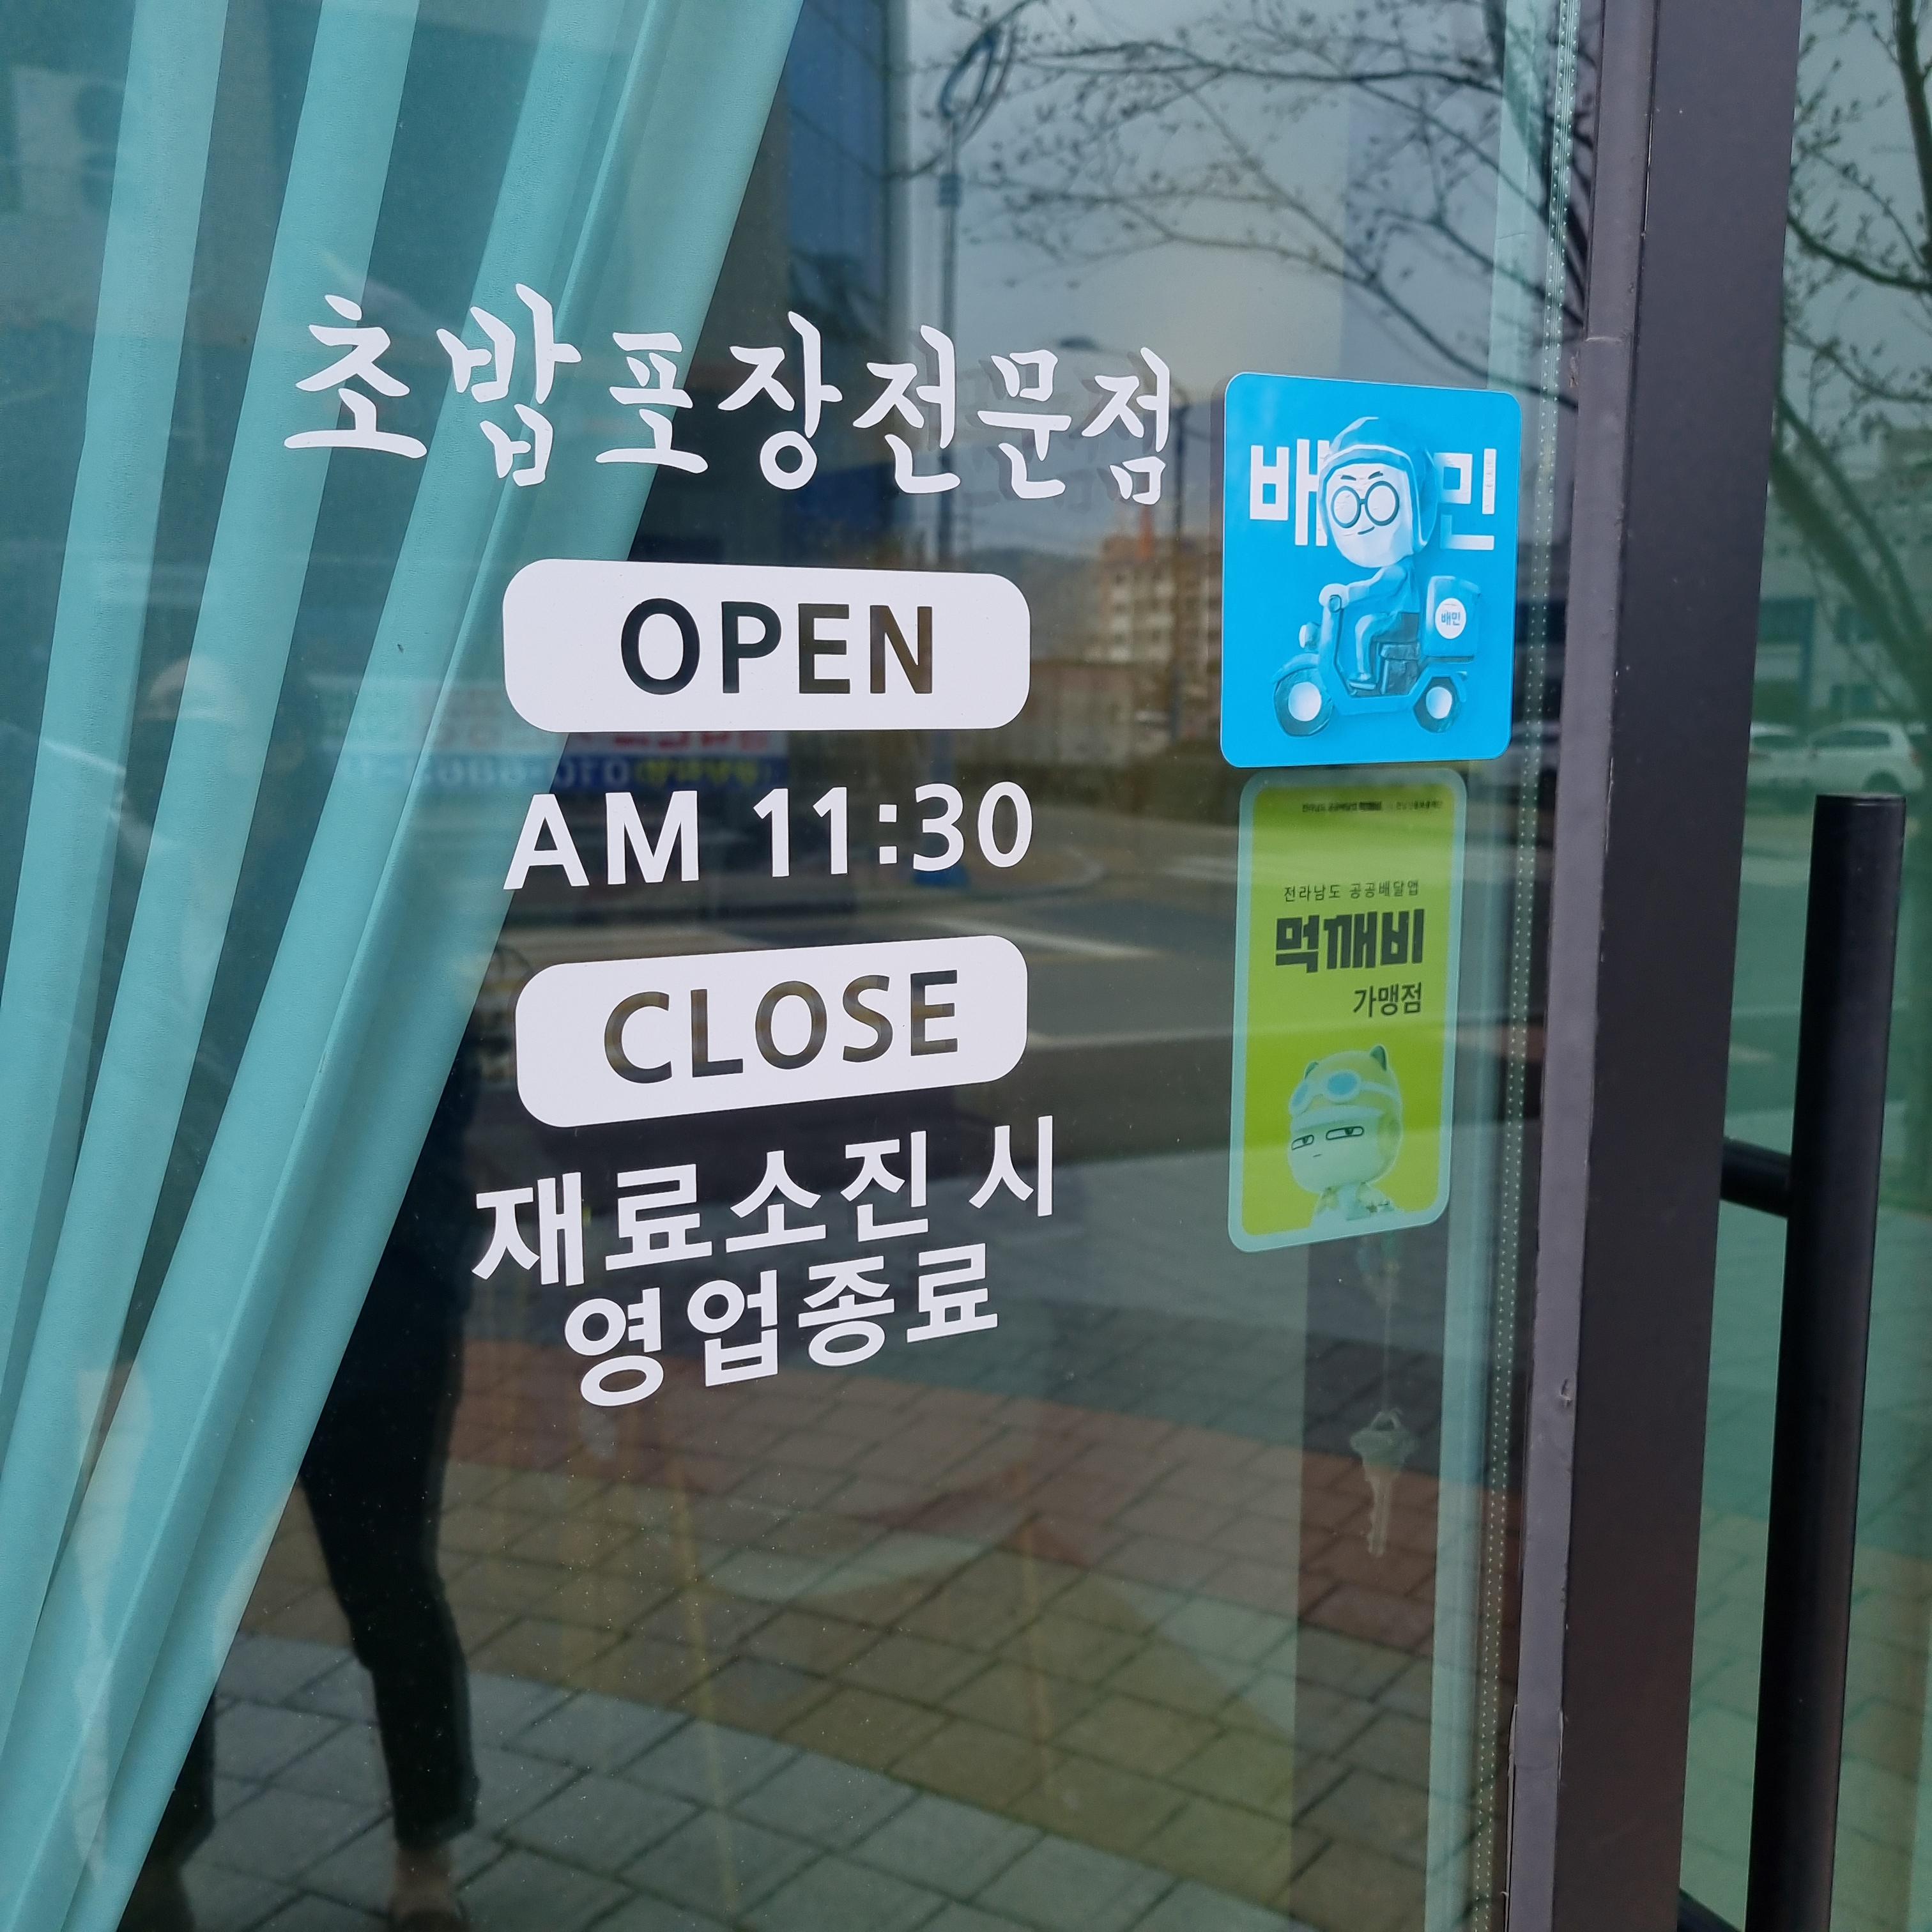 초밥포장전문점
OPEN
AM 11:30
CLOSE
재료소진 시
영업종료
배민
배민
전라남도 공공배달앱
먹깨비
가맹점